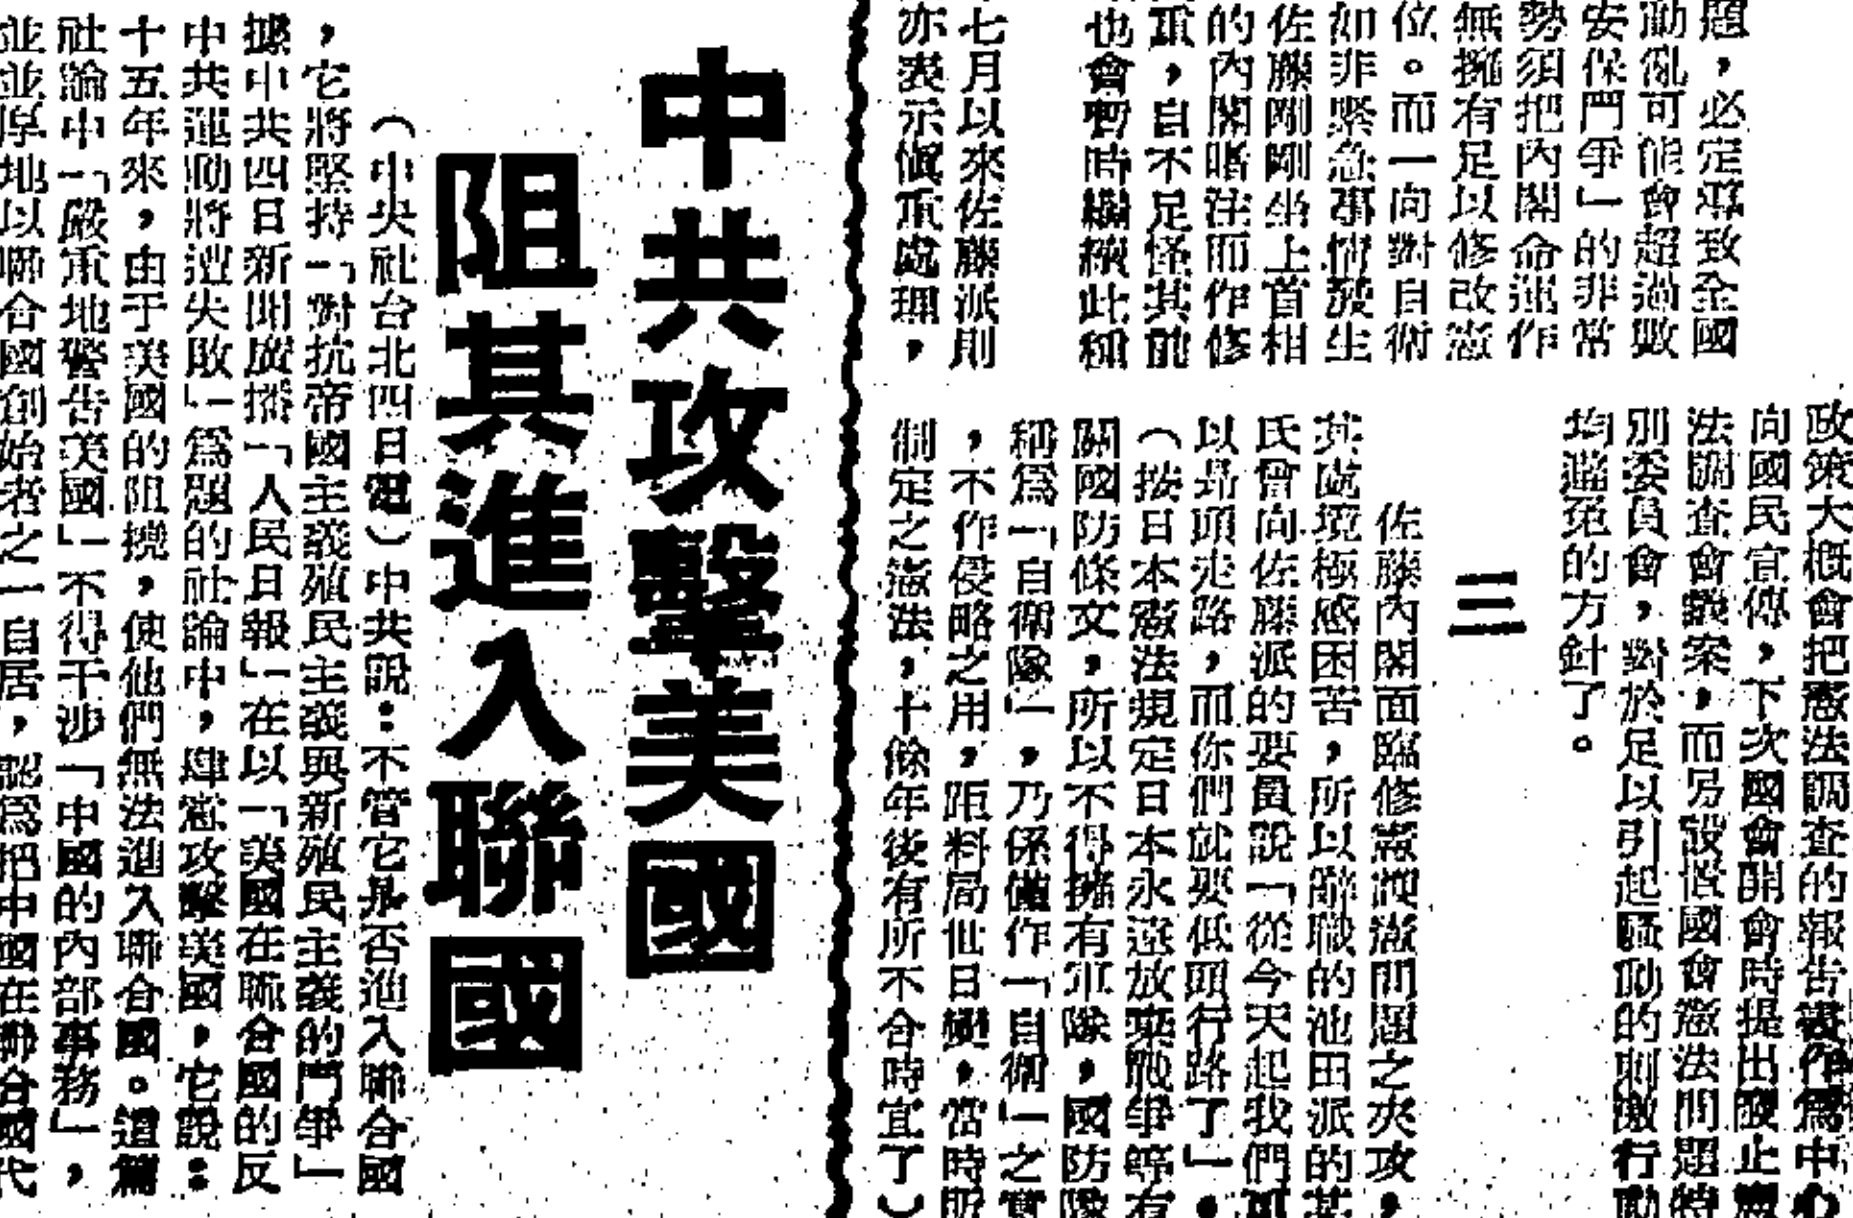 題，必定導致全國
動亂可能會超過敗
安保鬥爭」的非常
勢須把內閣命運作
無擁有足以修改憲
位。而一向對自衛
如非緊急事情發生
佐藤剛剛坐上首相
的內閣啫注而作修
重，自不足怪其前
也會暫時繼續此種
七月以來佐藤派則
亦表示慎重處理，
政策大概會把憲法調查的報告書作爲中心
向國民宣傳，下次國會開會時提出廢止憲
法調查會議案，而另設置國會憲法問題特
別委員會，對於足以引起騷動的刺激行動
均避免的方針了。
三
佐藤內閣面臨修憲護憲問題之夾攻，
其處境極感困苦，所以辭職的池田派的某
氏曾向佐藤派的要員說「從今天起我們可
以昂頭走路，而你們就要低頭行路了」。
（按日本憲法規定日本永遠放棄戰爭等有
關國防條文，所以不得擁有軍隊，國防隊
稱爲「自衛隊」，乃係僅作「自衛」之實
，不作侵略之用，距料局世日變，當時所
制定之憲法，十餘年後有所不合時宜了）
中共攻擊美國
阻其進入聯國
（中央社台北四日電）中共說：不管它是否進入聯合國
，它將堅持「對抗帝國主義殖民主義與新殖民主義的鬥爭」
據中共四日新聞廣播「人民日報」在以「美國在聯合國的反
中共運動將遭失敗」爲題的社論中，肆意攻擊美國，它說：
十五年來，由于美國的阻撓，使他們無法進入聯合國。這篇
社論中「嚴重地警告美國」不得干涉「中國的內部事務」，
並並厚地以聯合國創始者之一自居，認爲把中國在聯合國代